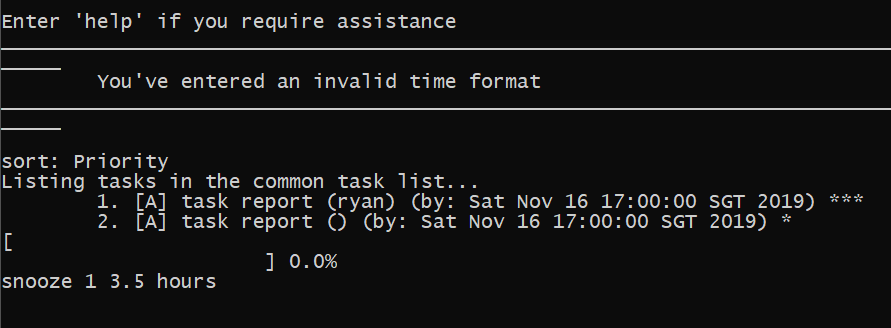 Enter 'help' if you require assistance
You've entered an invalid time format
sort: Priority
Listing tasks in the common task list...
1. [A] task report (ryan) (by: Sat Nov 16 17:00:00 SGT 2019) ***
2. [A] task report () (by: Sat Nov 16 17:00:00 SGT 2019) *
[
] 0.0%
snooze 1 3.5 hours